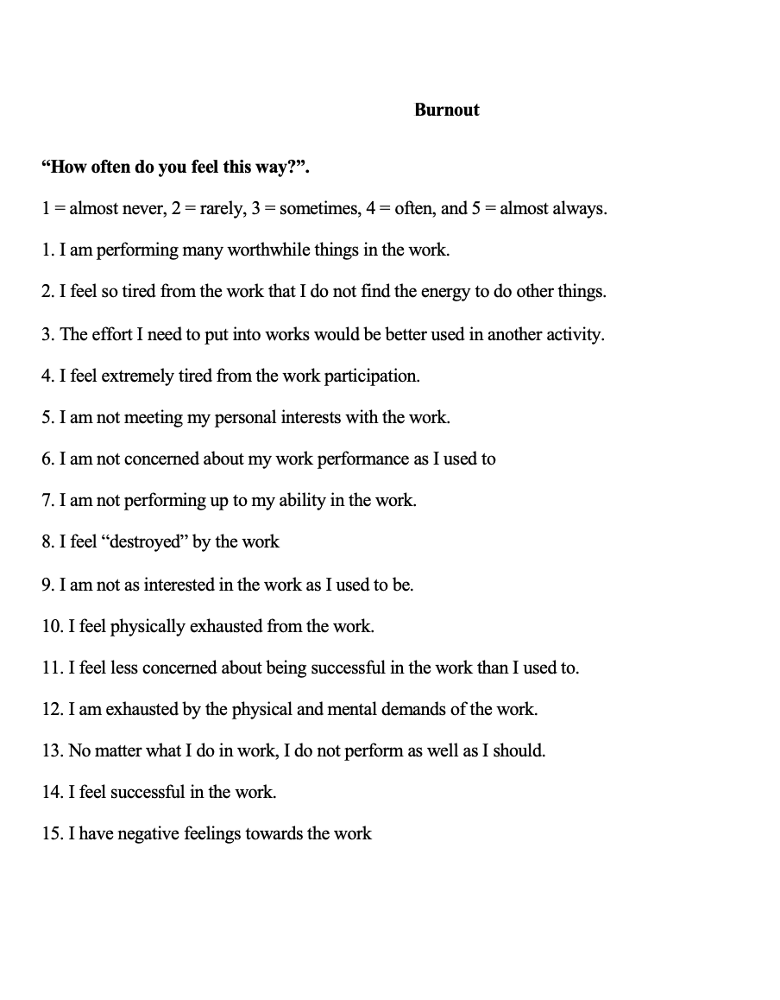 Burnout
“How often do you feel this way?”.
1 = almost never, 2 = rarely, 3 = sometimes, 4 = often, and 5 = almost always.
1. I am performing many worthwhile things in the work.
2. I feel so tired from the work that I do not find the energy to do other things.
3. The effort I need to put into works would be better used in another activity.
4. I feel extremely tired from the work participation.
5. I am not meeting my personal interests with the work.
6. I am not concerned about my work performance as I used to
7. I am not performing up to my ability in the work.
8. I feel “destroyed” by the work
9. I am not as interested in the work as I used to be.
10. I feel physically exhausted from the work.
11. I feel less concerned about being successful in the work than I used to.
12. I am exhausted by the physical and mental demands of the work.
13. No matter what I do in work, I do not perform as well as I should.
14. I feel successful in the work.
15. I have negative feelings towards the work